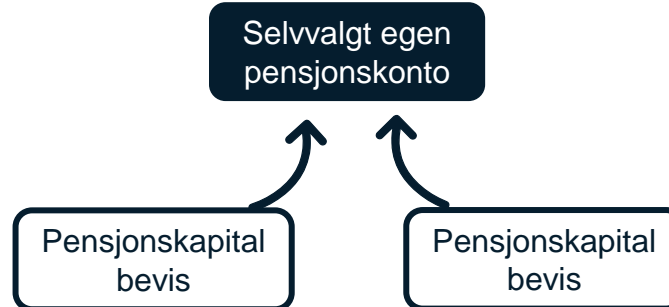 Selvvalgt egen
pensjonskonto
Pensjonskapital
bevis
Pensjonskapital
bevis